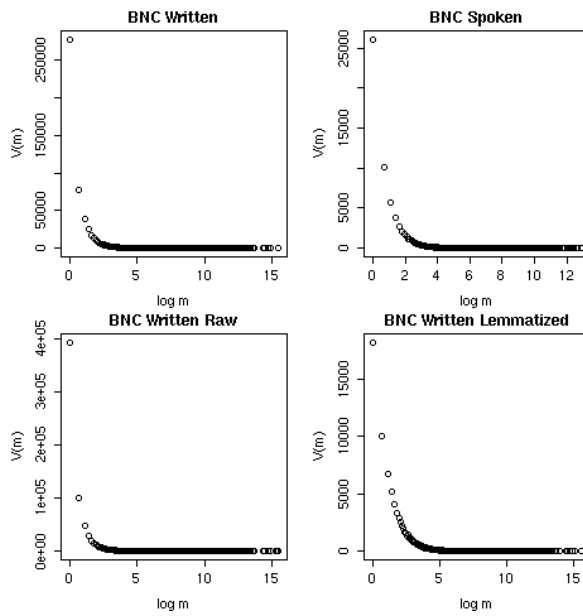 BNC Written
V(m)
250000
150000
50000
0
0
5
10
15
log m
BNC Spoken
V(m)
25000
15000
5000
0
0
2
4
6
8
10
12
log m
BNC Written Raw
V(m)
4e+05
3e+05
2e+05
1e+05
0e+00
0
5
10
15
log m
BNC Written Lemmatized
V(m)
15000
10000
5000
0
0
5
10
15
log m